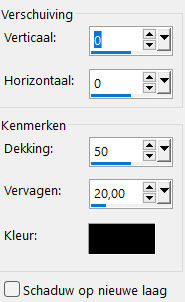 Verschuiving
Verticaal: 0
Horizontaal: 0
Kenmerken
Dekking: 50
Vervagen: 20,00
Kleur:
Schaduw op nieuwe laag